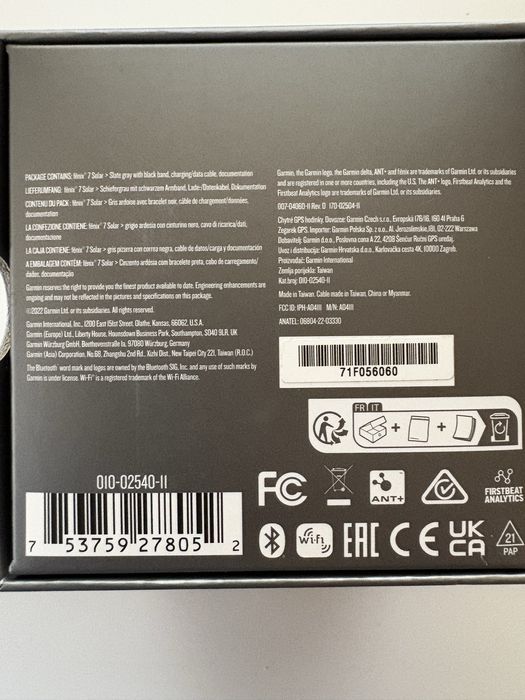 PACKAGE CONTAINS: fēnix® 7 Solar > Slate gray with black band, charging/data cable, documentation
LIEFERUMFANG: fēnix® 7 Solar > Schiefergrau mit schwarzem Armband, Lade-/Datenkabel, Dokumentation
CONTENU DU PACK : fēnix® 7 Solar > Gris ardoise avec bracelet noir, câble de chargement/données,
documentation
LA CONFEZIONE CONTIENE: fēnix® 7 Solar > grigio ardesia con cinturino nero, cavo di ricarica/dati,
documentazione
LA CAJA CONTIENE: fēnix® 7 Solar > gris pizarra con correa negra, cable de datos/carga y documentación
A EMBALAGEM CONTÉM: fēnix® 7 Solar > Cinzento ardósia com bracelete preta, cabo de carregamento/
dados, documentação
Garmin reserves the right to provide you the finest product available to date. Engineering enhancements are
ongoing and may not be reflected in the pictures and specifications on this package.
©2022 Garmin Ltd. or its subsidiaries. All rights reserved.
Garmin International, Inc., 1200 East 151st Street, Olathe, Kansas, 66062, U.S.A.
Garmin (Europe) Ltd., Liberty House, Hounsdown Business Park, Southampton, SO40 9LR, UK
Garmin Würzburg GmbH, Beethovenstraße 1a, 97080 Würzburg, Germany
Garmin (Asia) Corporation, No.68, Zhangshu 2nd Rd., Xizhi Dist., New Taipei City 221, Taiwan (R.O.C.)
The Bluetooth® word mark and logos are owned by the Bluetooth SIG, Inc. and any use of such marks by
Garmin is under license. Wi-Fi® is a registered trademark of the Wi-Fi Alliance.
Garmin, the Garmin logo, the Garmin delta, ANT+ and fēnix are trademarks of Garmin Ltd. or its subsidiaries
and are registered in one or more countries, including the U.S. The ANT+ logo, Firstbeat Analytics and the
Firstbeat Analytics logo are trademarks of Garmin Ltd. or its subsidiaries.
007-04060-11 Rev. D 170-02504-11
Chytré GPS hodinky. Dovozce: Garmin Czech s.r.o., Evropská 176/16, 160 41 Praha 6
Zegarek GPS. Importer: Garmin Polska Sp. z o.o., Al. Jerozolimskie, 181, 02-222 Warszawa
Dobavitelj: Garmin d.o.o., Poslovna cona A22, 4208 Šenčur Ročni GPS uređaj.
Uvoz i distribucija: Garmin Hrvatska d.o.o., Karlovačka cesta 4K, 10000 Zagreb
Proizvođač: Garmin International
Zemlja porijekla: Taiwan
Kat.broj: 010-02540-11
Made in Taiwan. Cable made in Taiwan, China or Myanmar.
FCC ID: IPH-A04111 M/N: A04111
ANATEL: 06804-22-03330
71F056060
FR IT
+ +
010-02540-11
7 53759 27805 2
FC
ANT+
FIRSTBEAT
ANALYTICS
Wi-Fi
EAC
CE
UK
CA
21
PAP